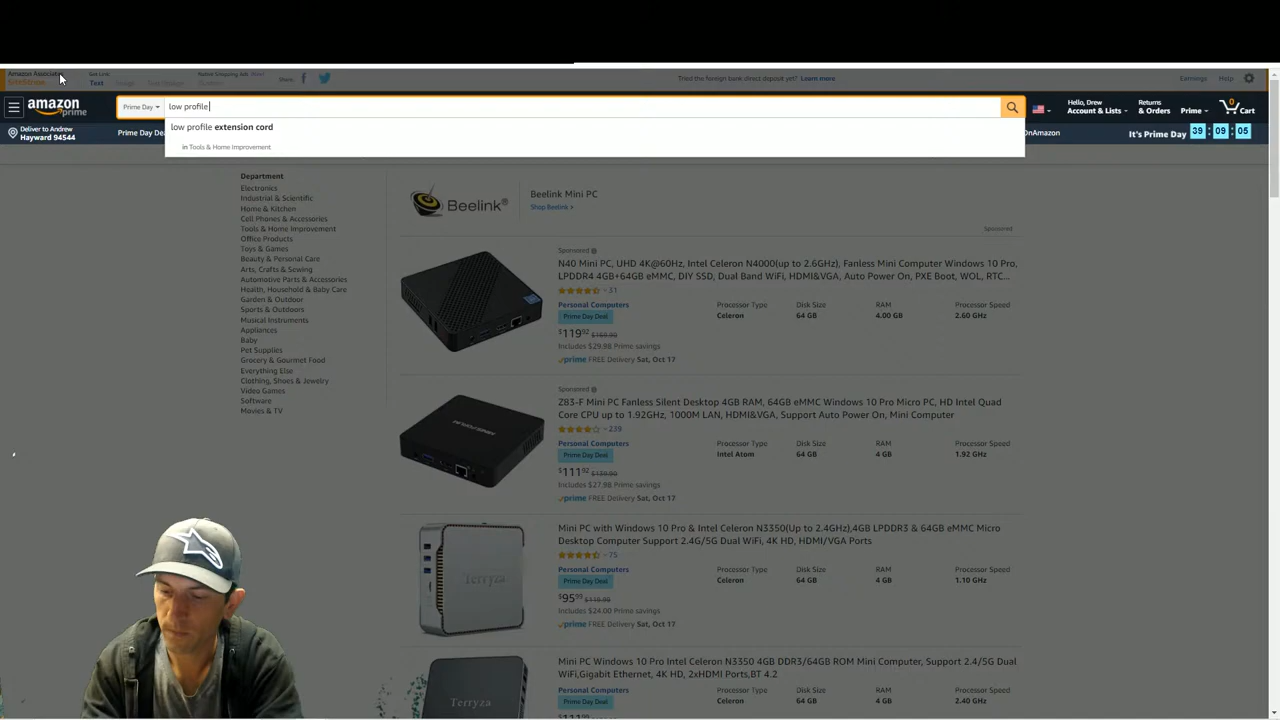 Amazon Associates
SiteStripe
Get Link:
Text
Image
Share:
Tried the foreign bank direct deposit yet? Learn more
Earnings
Help
amazon prime
Prime Day
low profile
Hello, Drew
Account & Lists
Returns & Orders
Prime
0
Cart
low profile extension cord
in Tools & Home Improvement
Deliver to Andrew
Hayward 94544
Prime Day
OnAmazon
It's Prime Day 39 09 05
Department
Electronics
Industrial & Scientific
Home & Kitchen
Cell Phones & Accessories
Tools & Home Improvement
Office Products
Toys & Games
Beauty & Personal Care
Arts, Crafts & Sewing
Automotive Parts & Accessories
Health, Household & Baby Care
Garden & Outdoor
Sports & Outdoors
Musical Instruments
Appliances
Baby
Pet Supplies
Grocery & Gourmet Food
Everything Else
Clothing, Shoes & Jewelry
Video Games
Software
Movies & TV
Beelink
Beelink Mini PC
Shop Beelink >
Sponsored
Sponsored
N40 Mini PC, UHD 4K@60Hz, Intel Celeron N4000(up to 2.6GHz), Fanless Mini Computer Windows 10 Pro,
LPDDR4 4GB+64GB eMMC, DIY SSD, Dual Band WiFi, HDMI&VGA, Auto Power On, PXE Boot, WOL, RTC...
31
Personal Computers
Prime Day Deal
Processor Type
Celeron
Disk Size
64 GB
RAM
4.00 GB
Processor Speed
2.60 GHz
$119.92 $169.90
Includes $29.98 Prime savings
prime FREE Delivery Sat, Oct 17
Sponsored
Z83-F Mini PC Fanless Silent Desktop 4GB RAM, 64GB eMMC Windows 10 Pro Micro PC, HD Intel Quad
Core CPU up to 1.92GHz, 1000M LAN, HDMI&VGA, Support Auto Power On, Mini Computer
239
Personal Computers
Prime Day Deal
Processor Type
Intel Atom
Disk Size
64 GB
RAM
4 GB
Processor Speed
1.92 GHz
$111.92 $139.90
Includes $27.98 Prime savings
prime FREE Delivery Sat, Oct 17
Terryza
Mini PC with Windows 10 Pro & Intel Celeron N3350(Up to 2.4GHz),4GB LPDDR3 & 64GB eMMC Micro
Desktop Computer Support 2.4G/5G Dual WiFi, 4K HD, HDMI/VGA Ports
75
Personal Computers
Prime Day Deal
Processor Type
Celeron
Disk Size
64 GB
RAM
4 GB
Processor Speed
1.10 GHz
$95.99 $119.99
Includes $24.00 Prime savings
prime FREE Delivery Sat, Oct 17
Terryza
Mini PC Windows 10 Pro Intel Celeron N3350 4GB DDR3/64GB ROM Mini Computer, Support 2.4/5G Dual
WiFi,Gigabit Ethernet, 4K HD, 2xHDMI Ports,BT 4.2
Personal Computers
Prime Day Deal
Processor Type
Celeron
Disk Size
64 GB
RAM
4 GB
Processor Speed
2.40 GHz